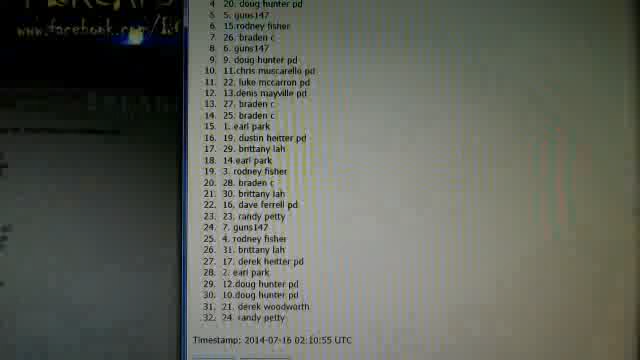 www.facebook.com/
4 20. doug hunter pd
5 5. guns147
6 15.rodney fisher
7 26. braden c
8 6. guns147
9 9. doug hunter pd
10. 11.chris muscarello pd
11 22. luke mccarron pd
12 13.denis mayville pd
13 27. braden c
14 25. braden c
15 1. earl park
16 19. dustin heitter pd
17 29. brittany lah
18 14.earl park
19 3. rodney fisher
20. 28. braden c
21. 30. brittany lah
22 16. dave ferrell pd
23. 23. randy petty
24. 7. guns147
25. 4. rodney fisher
26. 31. brittany lah
27. 17. derek heitter pd
28. 2. earl park
29. 12.doug hunter pd
30. 10.doug hunter pd
31. 21. derek woodworth
32. 24. randy petty
Timestamp: 2014-07-16 02:10:55 UTC